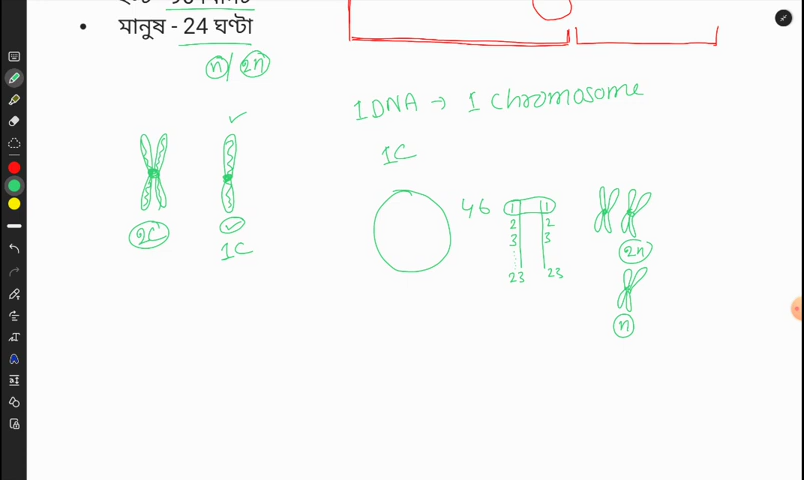 • মানুষ - 24 ঘণ্টা
n / 2n
1DNA → 1 Chromosome
1C
2C
1C
46
1 1
2 2
3 3
23 23
2n
n